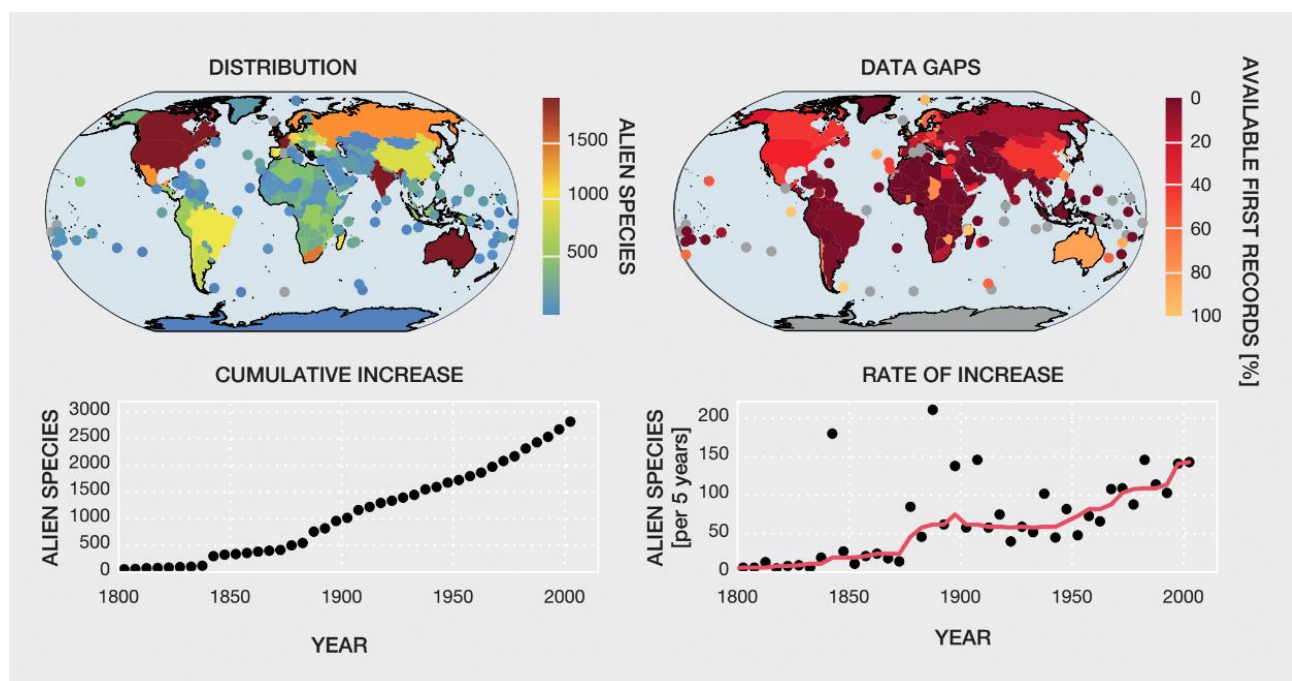 DISTRIBUTION
1500
1000
500
ALIEN SPECIES
DATA GAPS
0
20
40
60
80
100
AVAILABLE FIRST RECORDS [%]
CUMULATIVE INCREASE
ALIEN SPECIES
3000
2500
2000
1500
1000
500
0
1800 1850 1900 1950 2000
YEAR
RATE OF INCREASE
ALIEN SPECIES
[per 5 years]
200
150
100
50
0
1800 1850 1900 1950 2000
YEAR